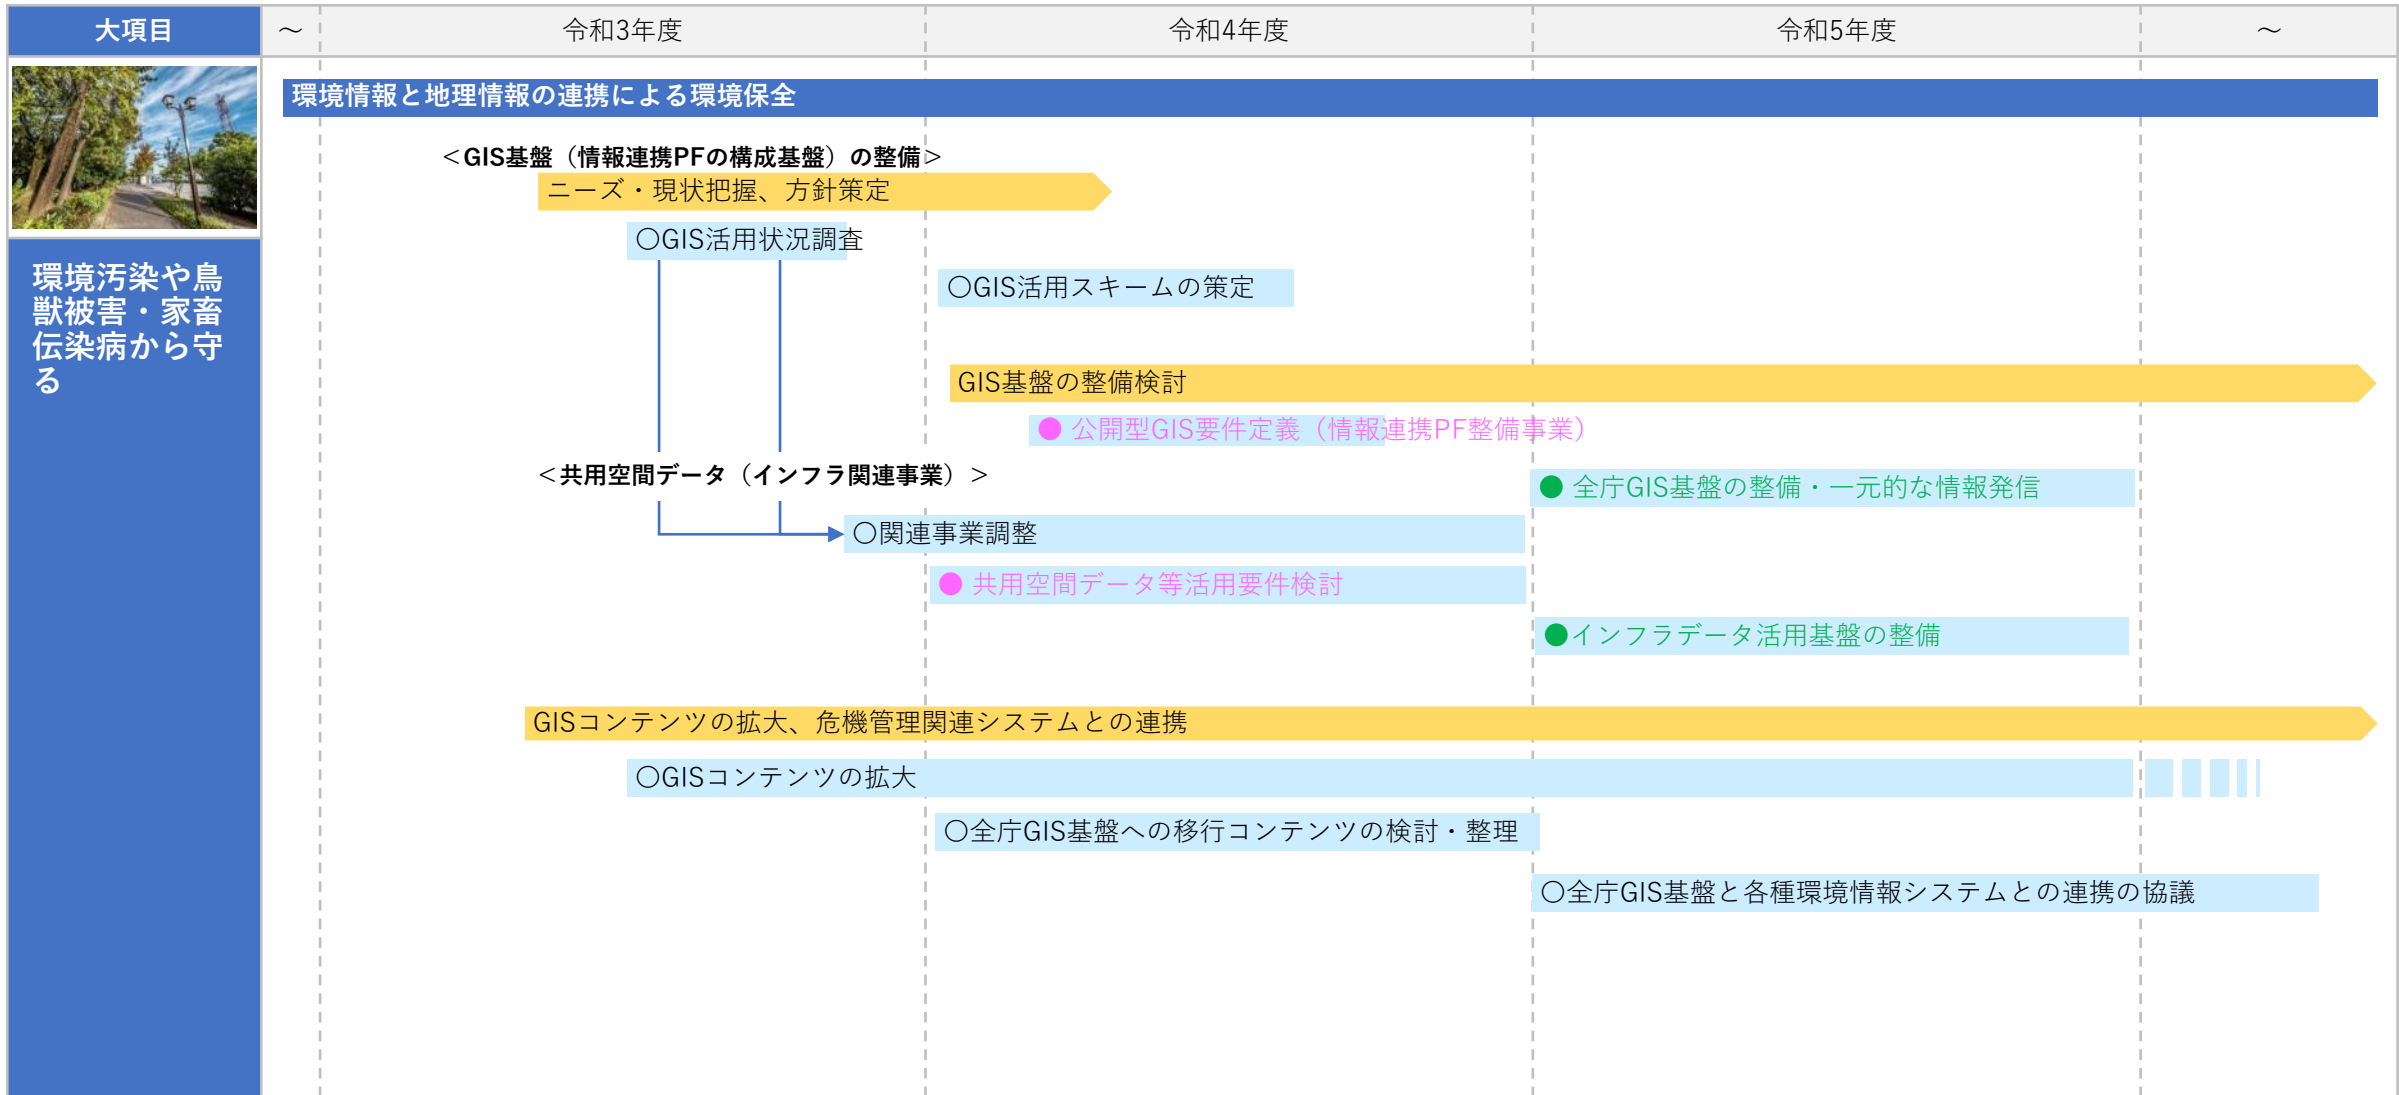 大項目
～
令和3年度
令和4年度
令和5年度
～
環境汚染や鳥
獣被害・家畜
伝染病から守
る
環境情報と地理情報の連携による環境保全
＜GIS基盤（情報連携PFの構成基盤）の整備＞
ニーズ・現状把握、方針策定
〇GIS活用状況調査
〇GIS活用スキームの策定
GIS基盤の整備検討
● 公開型GIS要件定義（情報連携PF整備事業）
＜共用空間データ（インフラ関連事業）＞
● 全庁GIS基盤の整備・一元的な情報発信
〇関連事業調整
● 共用空間データ等活用要件検討
●インフラデータ活用基盤の整備
GISコンテンツの拡大、危機管理関連システムとの連携
〇GISコンテンツの拡大
〇全庁GIS基盤への移行コンテンツの検討・整理
〇全庁GIS基盤と各種環境情報システムとの連携の協議